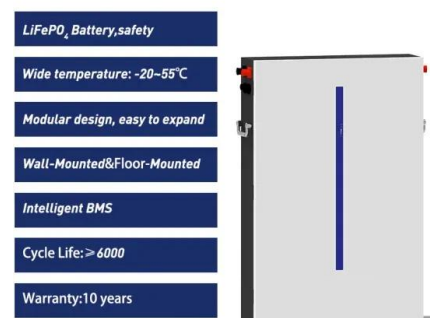 LiFePO₄ Battery,safety
Wide temperature: -20~55℃
Modular design, easy to expand
Wall-Mounted&Floor-Mounted
Intelligent BMS
Cycle Life:≥6000
Warranty:10 years